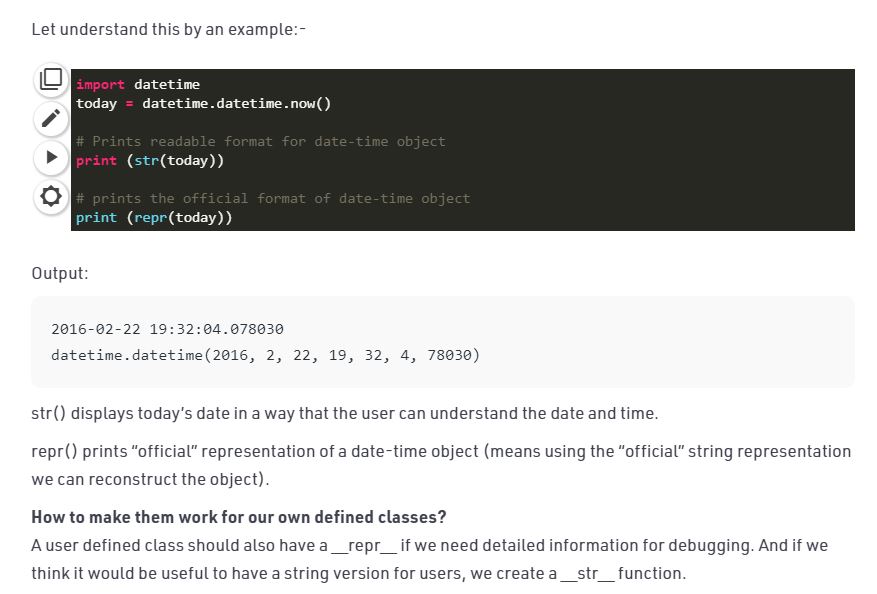 Let understand this by an example:-
import datetime
today = datetime.datetime.now()
# Prints readable format for date-time object
print (str(today))
# prints the official format of date-time object
print (repr(today))
Output:
2016-02-22 19:32:04.078030
datetime.datetime(2016, 2, 22, 19, 32, 4, 78030)
str() displays today’s date in a way that the user can understand the date and time.
repr() prints “official” representation of a date-time object (means using the “official” string representation
we can reconstruct the object).
How to make them work for our own defined classes?
A user defined class should also have a __repr__ if we need detailed information for debugging. And if we
think it would be useful to have a string version for users, we create a __str__ function.